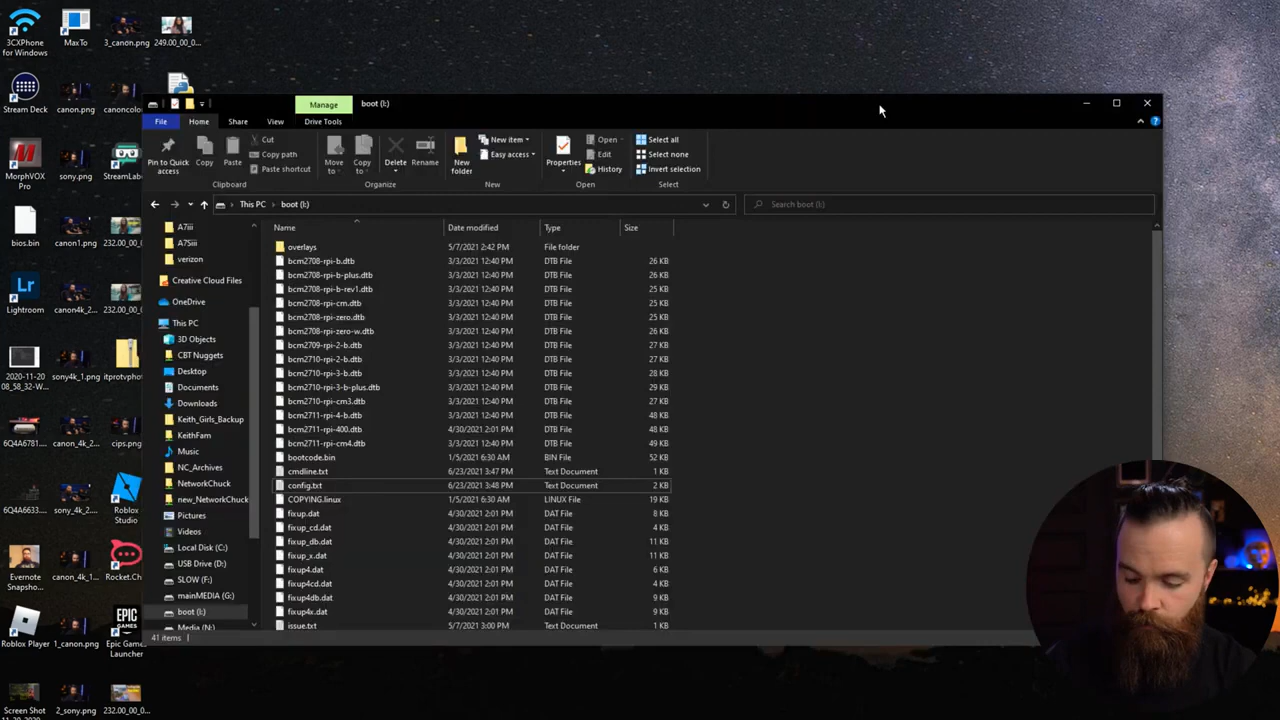 3CXPhone for Windows
MaxTo
3_canon.png
249.00_00_0...
Stream Deck
canon.png
canoncolo
MorphVOX Pro
sony.png
StreamLab
bios.bin
canon1.png
232.00_00
Lightroom
canon4k_2...
232.00_00
2020-11-20 08_58_32-W...
sony4k_1.png
itprotvphot
6Q4A6781...
canon_4k_2...
cips.png
6Q4A6633...
sony_4k_2...
Roblox Studio
Evernote Snapsho...
canon_4k_1...
Rocket.Ch
Roblox Player
1_canon.png
Epic Games Launcher
Screen Shot
2_sony.png
232.00_00_0...
Manage
boot (I:)
File
Home
Share
View
Drive Tools
Pin to Quick access
Copy
Paste
Cut
Copy path
Paste shortcut
Clipboard
Move to
Copy to
Delete
Rename
Organize
New folder
New item
Easy access
New
Properties
Open
Edit
History
Open
Select all
Select none
Invert selection
Select
This PC
boot (I:)
Search boot (I:)
A7iii
A7Siii
verizon
Creative Cloud Files
OneDrive
This PC
3D Objects
CBT Nuggets
Desktop
Documents
Downloads
Keith_Girls_Backup
KeithFam
Music
NC_Archives
NetworkChuck
new_NetworkChuck
Pictures
Videos
Local Disk (C:)
USB Drive (D:)
SLOW (F:)
mainMEDIA (G:)
boot (I:)
Media (N:)
Name Date modified Type Size
overlays 5/7/2021 2:42 PM File folder
bcm2708-rpi-b.dtb 3/3/2021 12:40 PM DTB File 26 KB
bcm2708-rpi-b-plus.dtb 3/3/2021 12:40 PM DTB File 26 KB
bcm2708-rpi-b-rev1.dtb 3/3/2021 12:40 PM DTB File 25 KB
bcm2708-rpi-cm.dtb 3/3/2021 12:40 PM DTB File 25 KB
bcm2708-rpi-zero.dtb 3/3/2021 12:40 PM DTB File 25 KB
bcm2708-rpi-zero-w.dtb 3/3/2021 12:40 PM DTB File 26 KB
bcm2709-rpi-2-b.dtb 3/3/2021 12:40 PM DTB File 27 KB
bcm2710-rpi-2-b.dtb 3/3/2021 12:40 PM DTB File 27 KB
bcm2710-rpi-3-b.dtb 3/3/2021 12:40 PM DTB File 28 KB
bcm2710-rpi-3-b-plus.dtb 3/3/2021 12:40 PM DTB File 29 KB
bcm2710-rpi-cm3.dtb 3/3/2021 12:40 PM DTB File 27 KB
bcm2711-rpi-4-b.dtb 3/3/2021 12:40 PM DTB File 48 KB
bcm2711-rpi-400.dtb 4/30/2021 2:01 PM DTB File 48 KB
bcm2711-rpi-cm4.dtb 3/3/2021 12:40 PM DTB File 49 KB
bootcode.bin 1/5/2021 6:30 AM BIN File 52 KB
cmdline.txt 6/23/2021 3:47 PM Text Document 1 KB
config.txt 6/23/2021 3:48 PM Text Document 2 KB
COPYING.linux 1/5/2021 6:30 AM LINUX File 19 KB
fixup.dat 4/30/2021 2:01 PM DAT File 8 KB
fixup_cd.dat 4/30/2021 2:01 PM DAT File 4 KB
fixup_db.dat 4/30/2021 2:01 PM DAT File 11 KB
fixup_x.dat 4/30/2021 2:01 PM DAT File 11 KB
fixup4.dat 4/30/2021 2:01 PM DAT File 6 KB
fixup4cd.dat 4/30/2021 2:01 PM DAT File 4 KB
fixup4db.dat 4/30/2021 2:01 PM DAT File 9 KB
fixup4x.dat 4/30/2021 2:01 PM DAT File 9 KB
issue.txt 5/7/2021 3:00 PM Text Document 1 KB
41 items